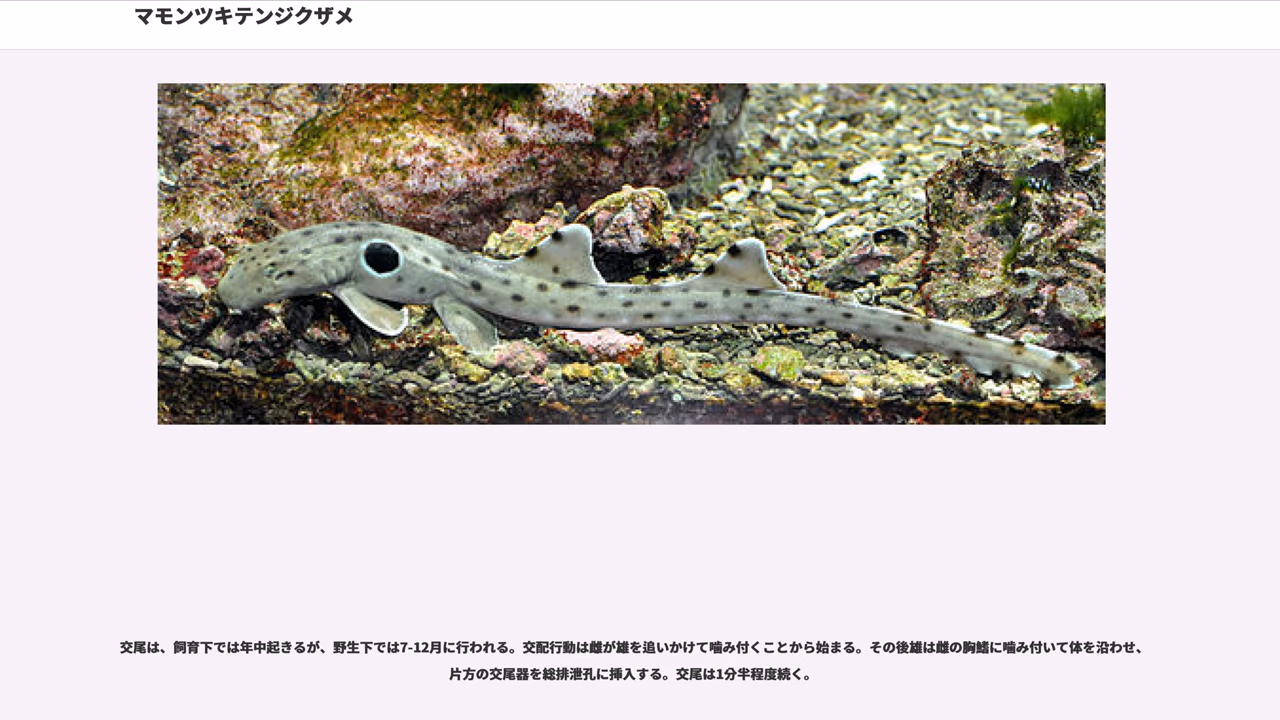 マモンツキテンジクザメ
交尾は、飼育下では年中起きるが、野生下では7-12月に行われる。交配行動は雌が雄を追いかけて噛み付くことから始まる。その後雄は雌の胸鰭に噛み付いて体を沿わせ、
片方の交尾器を総排泄孔に挿入する。交尾は1分半程度続く。